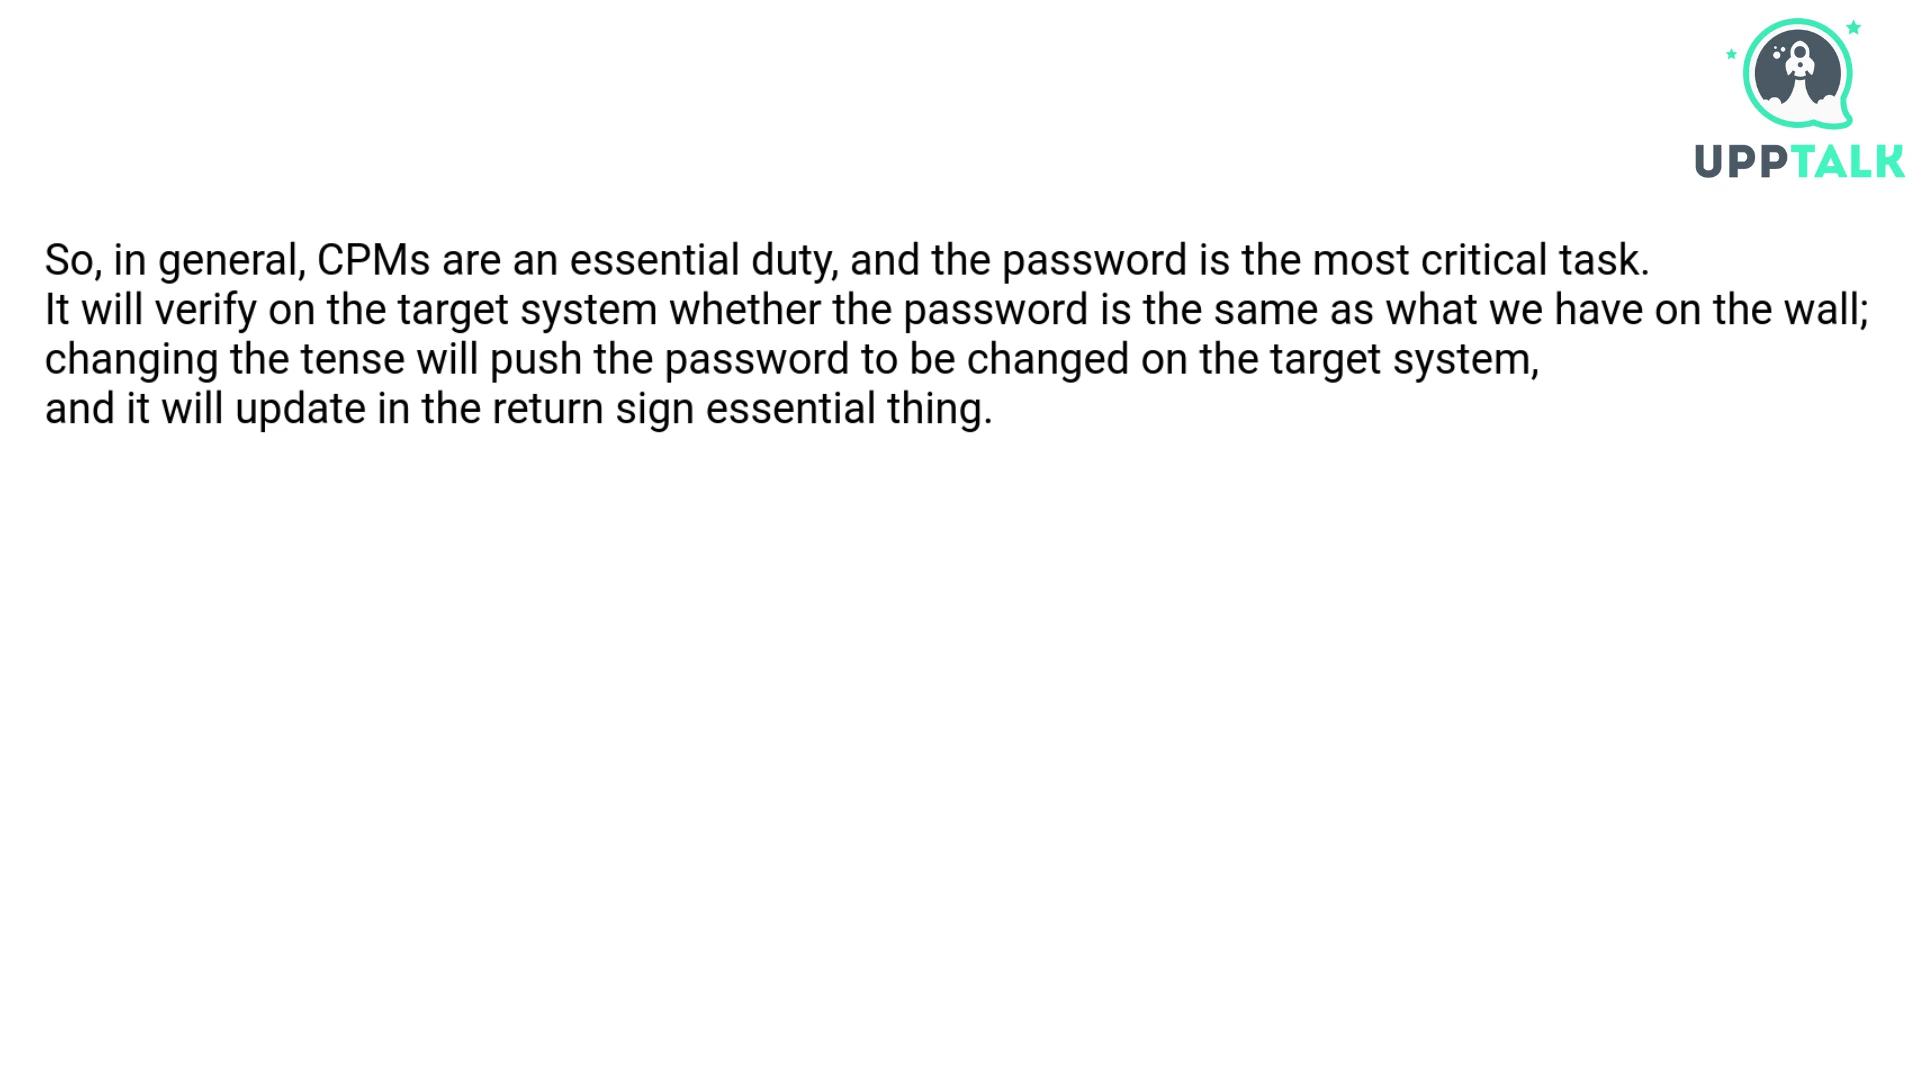 UPPTALK
So, in general, CPMs are an essential duty, and the password is the most critical task.
It will verify on the target system whether the password is the same as what we have on the wall;
changing the tense will push the password to be changed on the target system,
and it will update in the return sign essential thing.